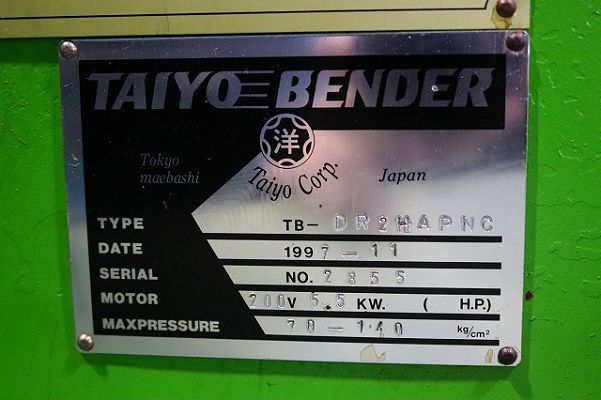 TAIYO BENDER
洋
Tokyo maebashi
Taiyo Corp.
Japan
TYPE TB- DR2HAPNC
DATE 1997-11
SERIAL NO. 2855
MOTOR 200V 5.5 KW. ( H.P.)
MAXPRESSURE 70-140 kg/cm²